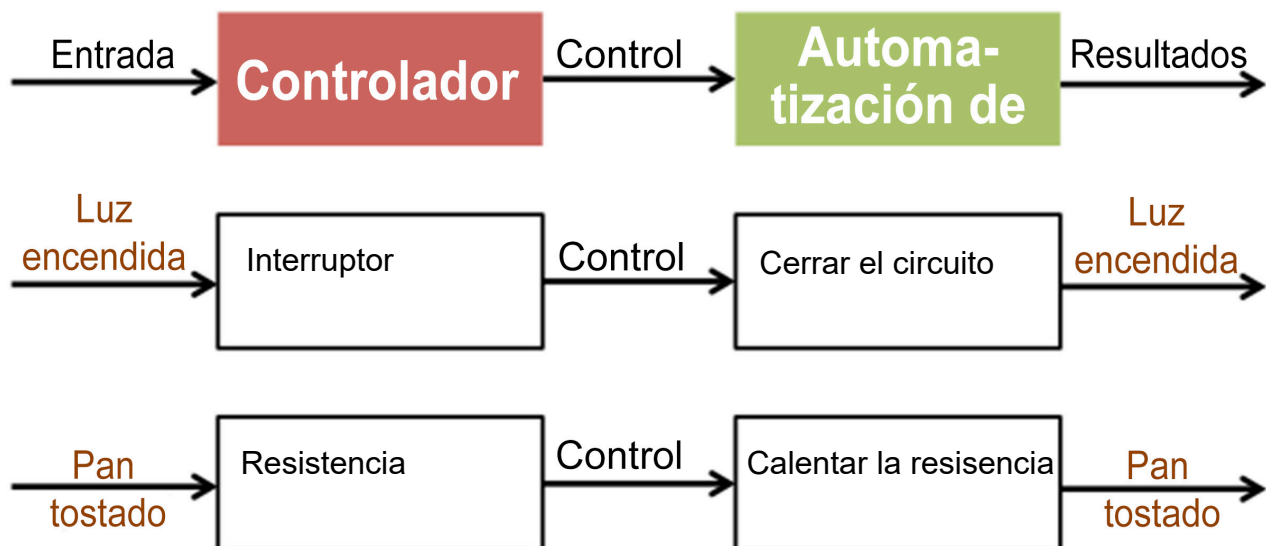 Entrada
Controlador
Control
Automa-
tización de
Resultados
Luz
encendida
Interruptor
Control
Cerrar el circuito
Luz
encendida
Pan
tostado
Resistencia
Control
Calentar la resisencia
Pan
tostado